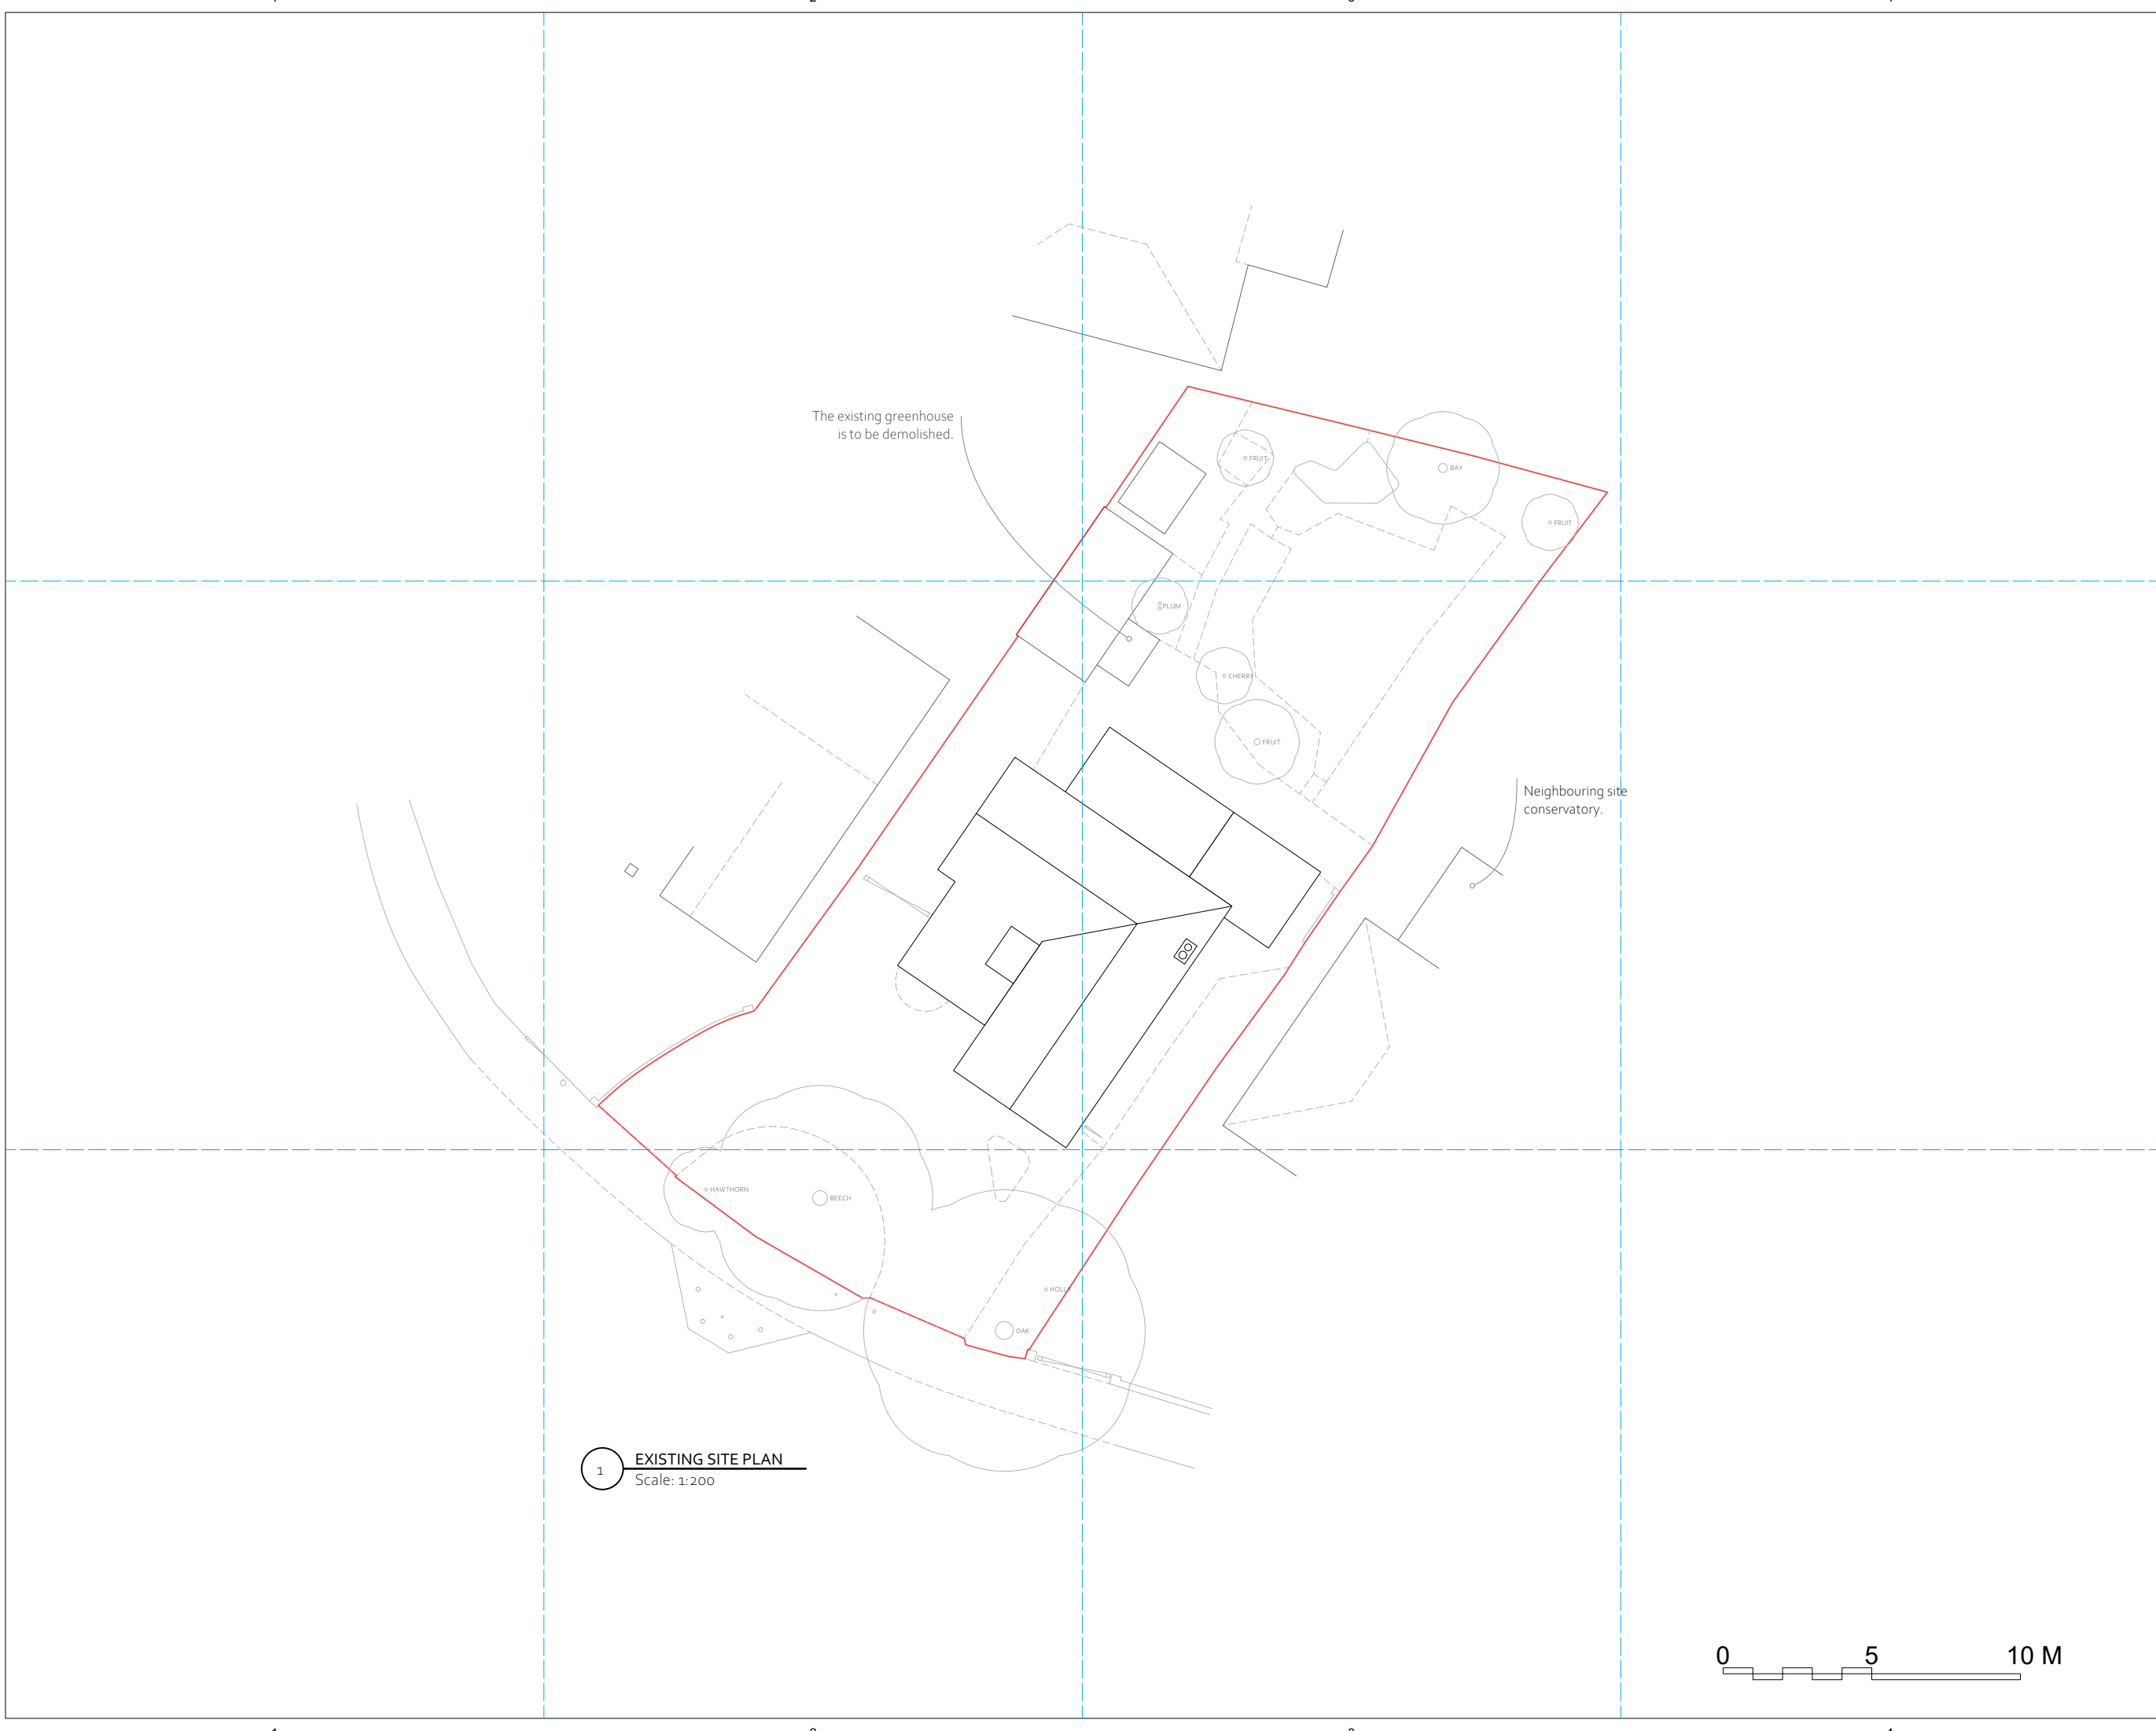 The existing greenhouse
is to be demolished.
FRUIT
BAY
FRUIT
PLUM
CHERRY
FRUIT
Neighbouring site
conservatory.
HAWTHORN
BEECH
HOLLY
OAK
1
EXISTING SITE PLAN
Scale: 1:200
0 5 10 M